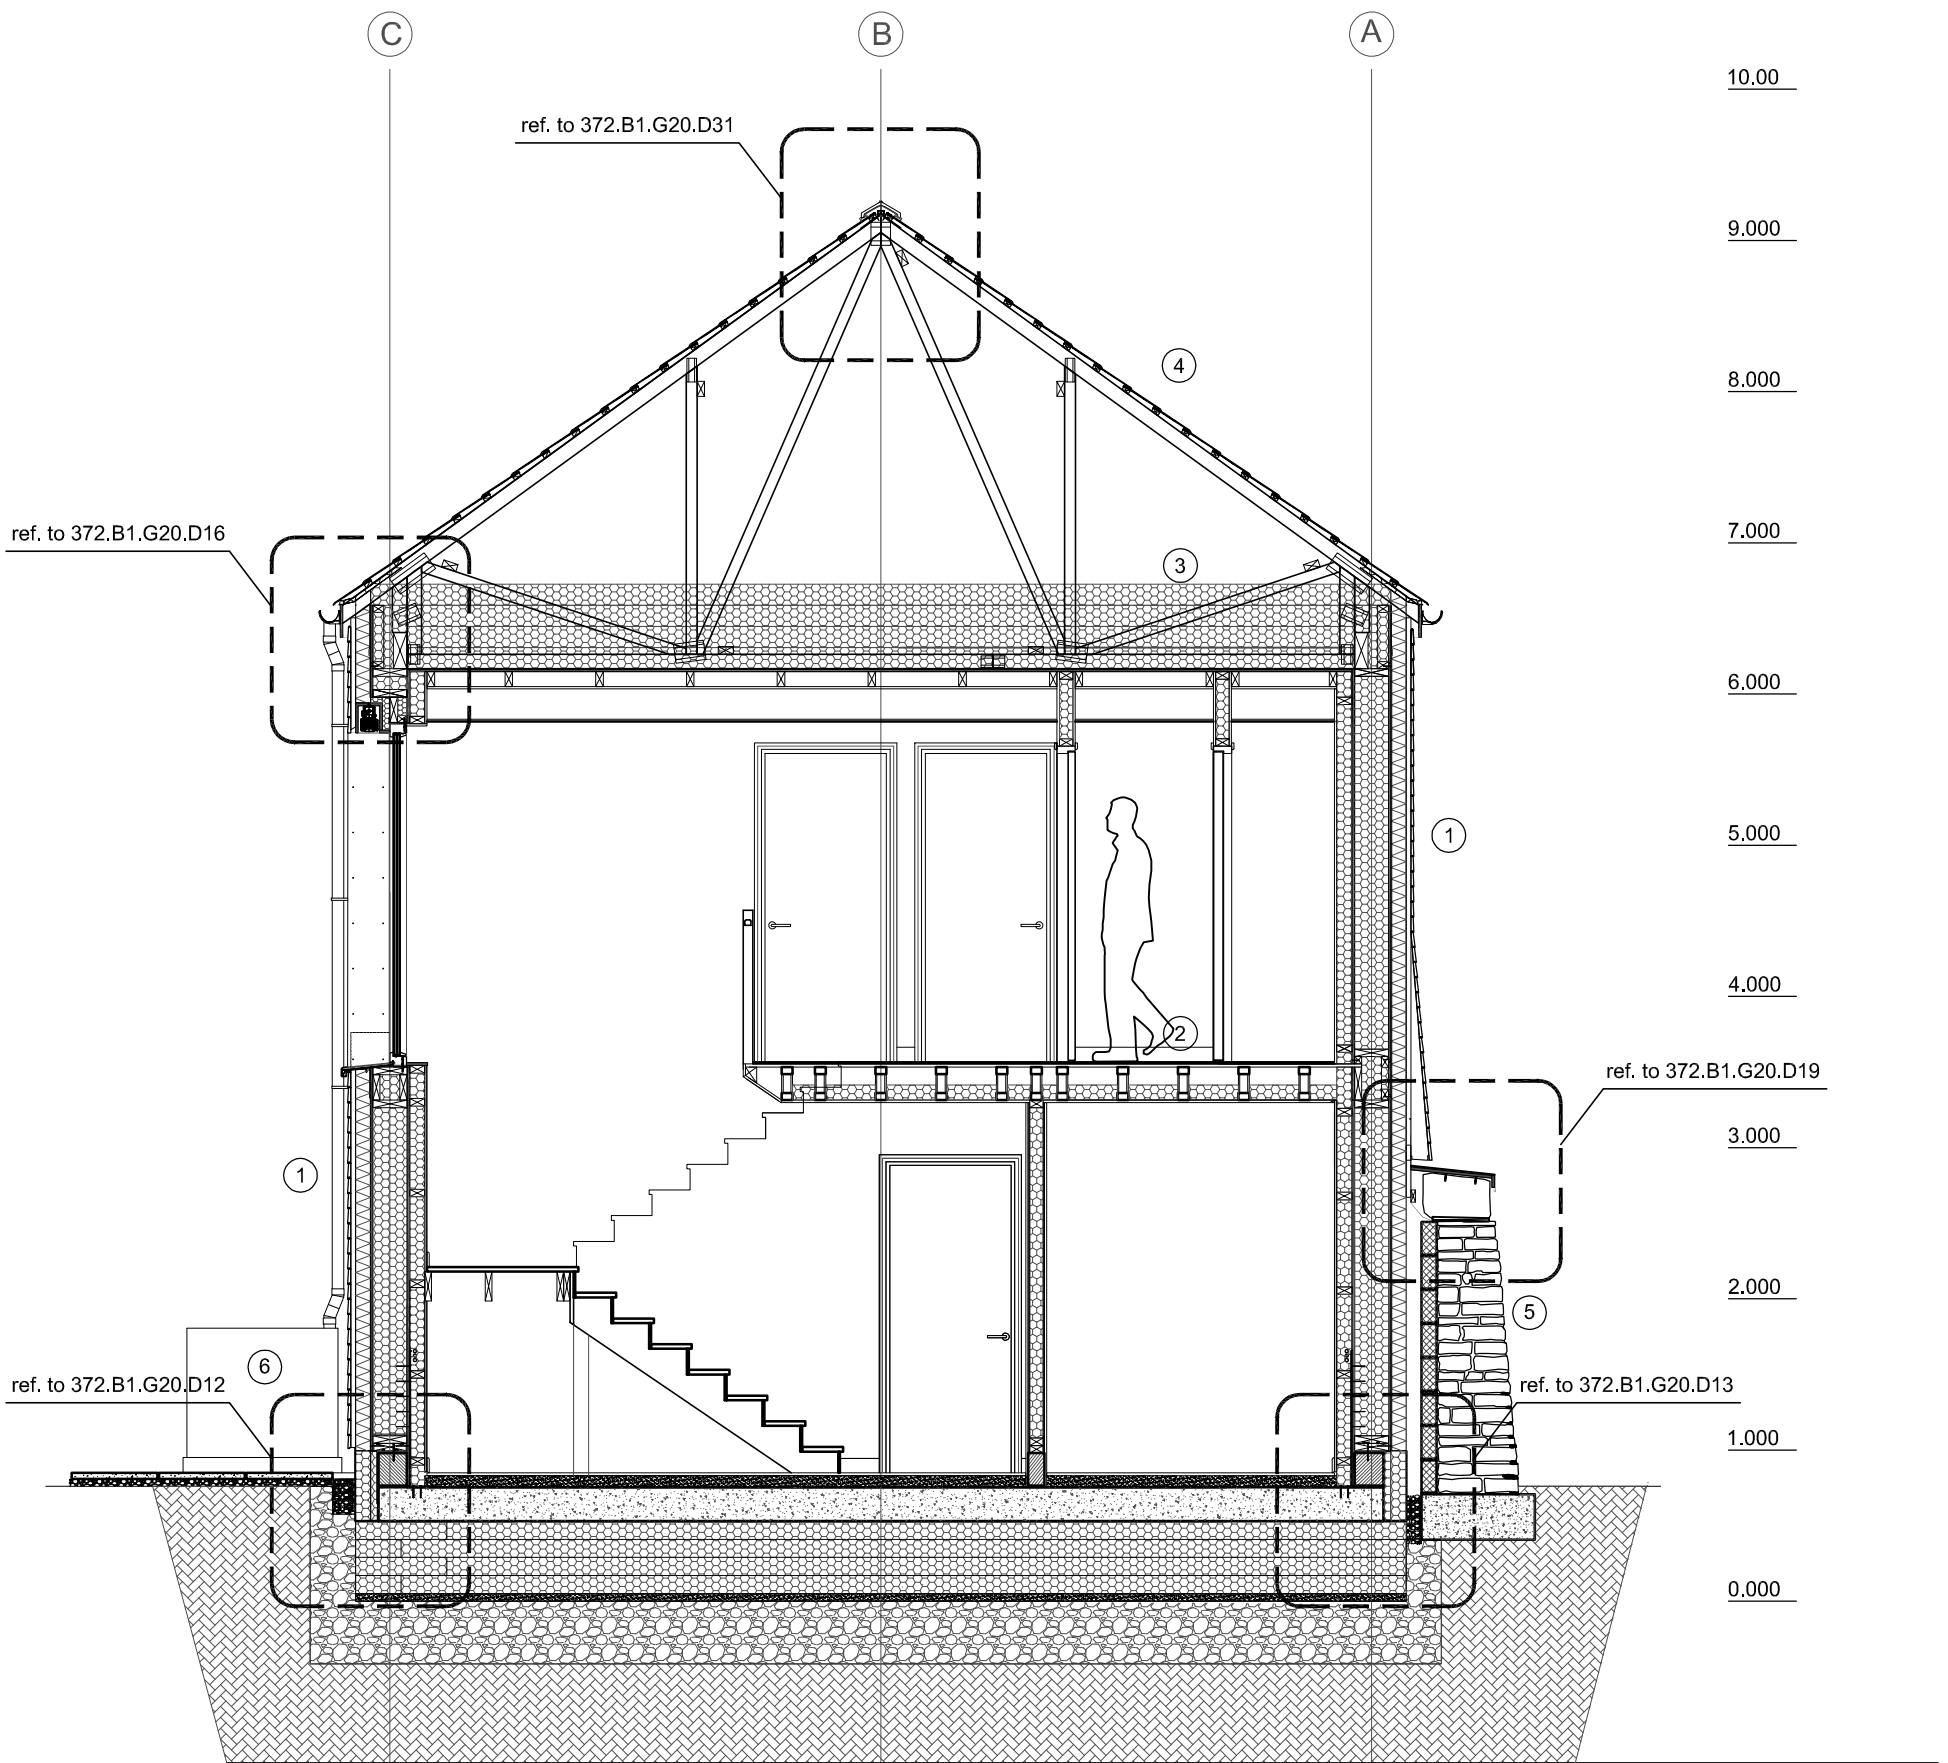 C
B
A
10.00
ref. to 372.B1.G20.D31
9.000
4
8.000
ref. to 372.B1.G20.D16
7.000
3
6.000
1
5.000
4.000
2
ref. to 372.B1.G20.D19
3.000
1
2.000
5
6
ref. to 372.B1.G20.D12
ref. to 372.B1.G20.D13
1.000
0.000